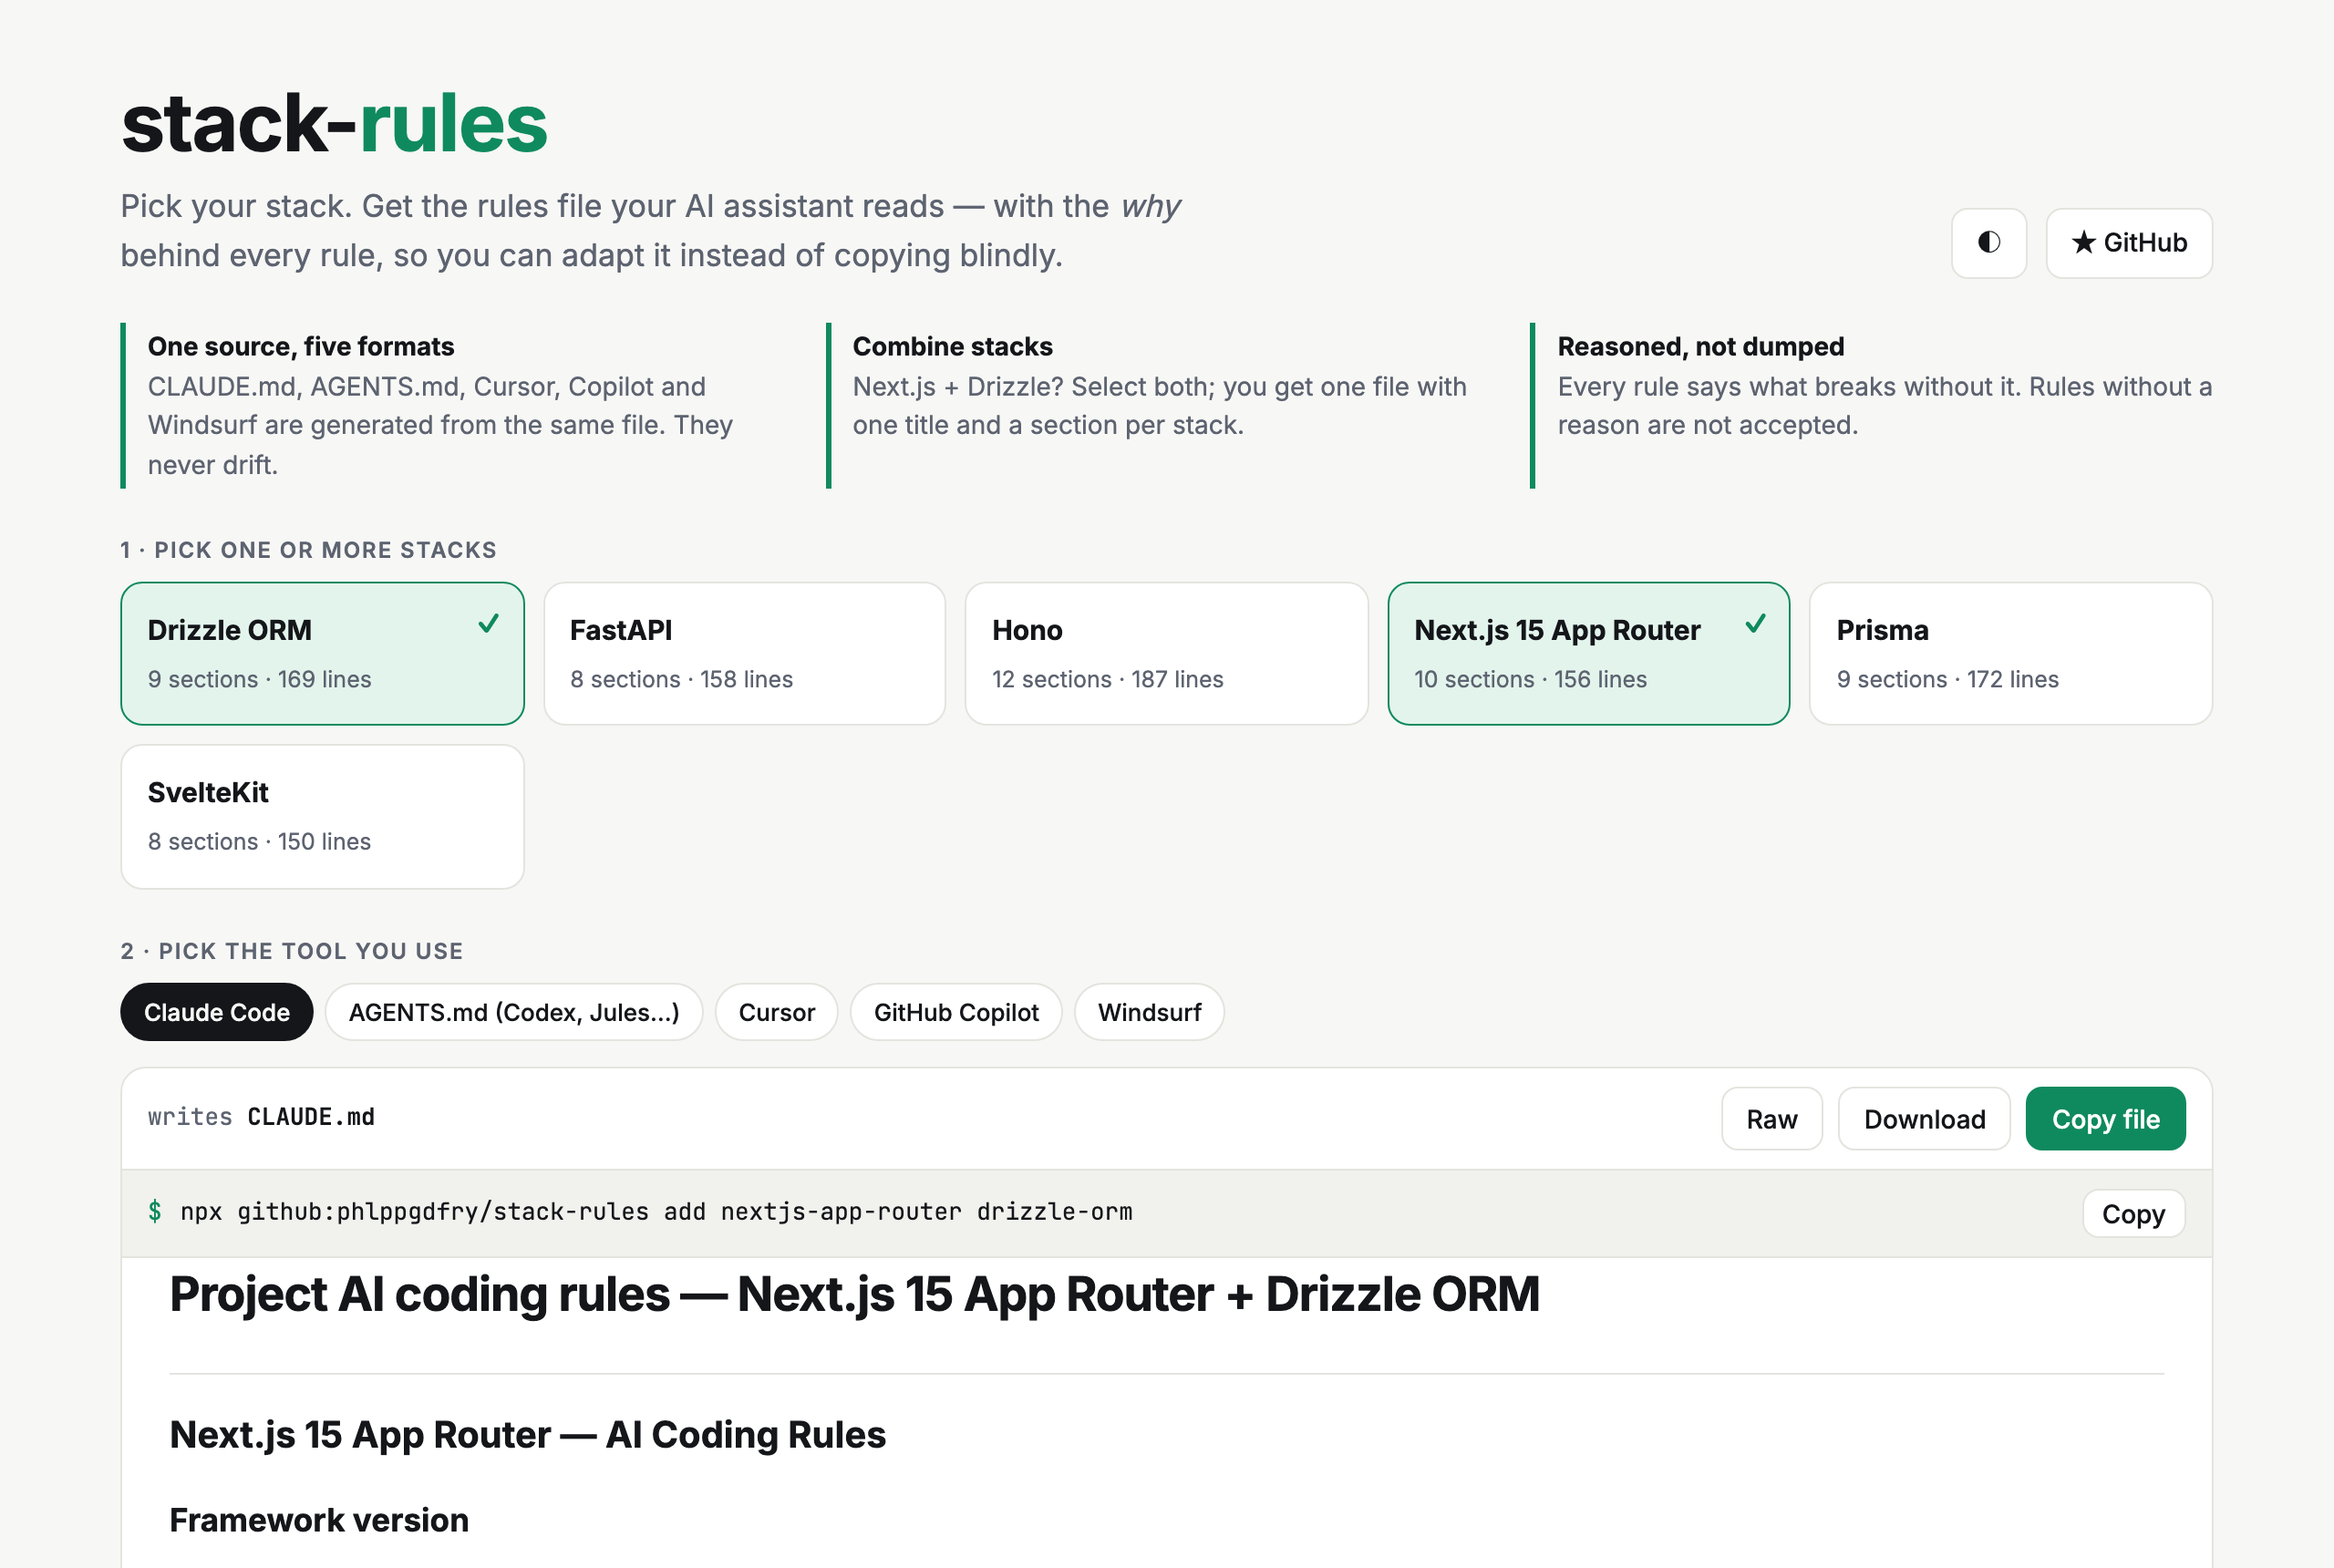 stack-rules
Pick your stack. Get the rules file your AI assistant reads — with the why
behind every rule, so you can adapt it instead of copying blindly.
◐
★ GitHub
One source, five formats
CLAUDE.md, AGENTS.md, Cursor, Copilot and
Windsurf are generated from the same file. They
never drift.
Combine stacks
Next.js + Drizzle? Select both; you get one file with
one title and a section per stack.
Reasoned, not dumped
Every rule says what breaks without it. Rules without a
reason are not accepted.
1 · PICK ONE OR MORE STACKS
Drizzle ORM ✓
9 sections · 169 lines
FastAPI
8 sections · 158 lines
Hono
12 sections · 187 lines
Next.js 15 App Router ✓
10 sections · 156 lines
Prisma
9 sections · 172 lines
SvelteKit
8 sections · 150 lines
2 · PICK THE TOOL YOU USE
Claude Code
AGENTS.md (Codex, Jules…)
Cursor
GitHub Copilot
Windsurf
writes CLAUDE.md
Raw
Download
Copy file
$ npx github:phlppgdfry/stack-rules add nextjs-app-router drizzle-orm
Copy
Project AI coding rules — Next.js 15 App Router + Drizzle ORM
Next.js 15 App Router — AI Coding Rules
Framework version